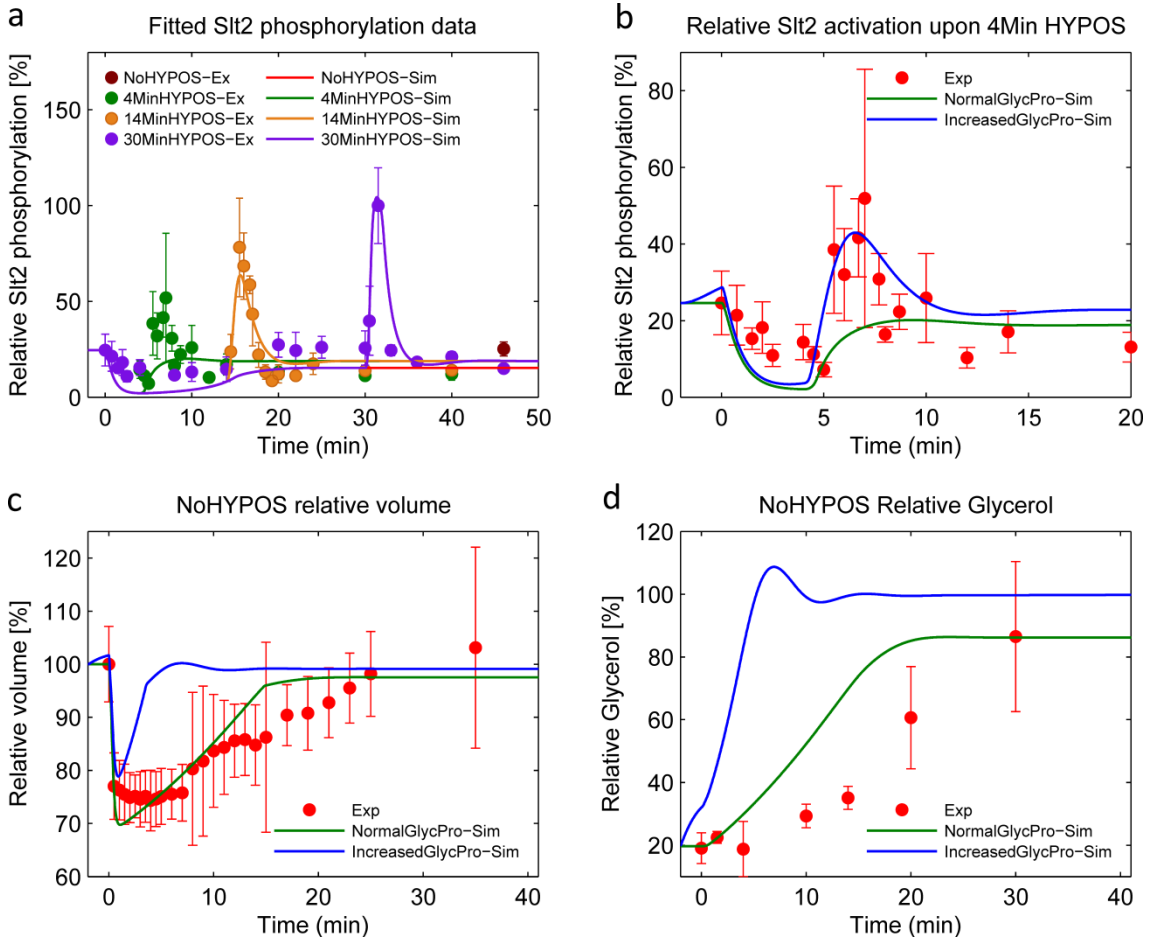 a
Fitted Slt2 phosphorylation data
Relative Slt2 phosphorylation [%]
150
100
50
0
NoHYPOS-Ex
4MinHYPOS-Ex
14MinHYPOS-Ex
30MinHYPOS-Ex
NoHYPOS-Sim
4MinHYPOS-Sim
14MinHYPOS-Sim
30MinHYPOS-Sim
0 10 20 30 40 50
Time (min)
b
Relative Slt2 activation upon 4Min HYPOS
Relative Slt2 phosphorylation [%]
80
60
40
20
0
Exp
NormalGlycPro-Sim
IncreasedGlycPro-Sim
0 5 10 15 20
Time (min)
c
NoHYPOS relative volume
Relative volume [%]
120
110
100
90
80
70
60
Exp
NormalGlycPro-Sim
IncreasedGlycPro-Sim
0 10 20 30 40
Time (min)
d
NoHYPOS Relative Glycerol
Relative Glycerol [%]
120
100
80
60
40
20
Exp
NormalGlycPro-Sim
IncreasedGlycPro-Sim
0 10 20 30 40
Time (min)